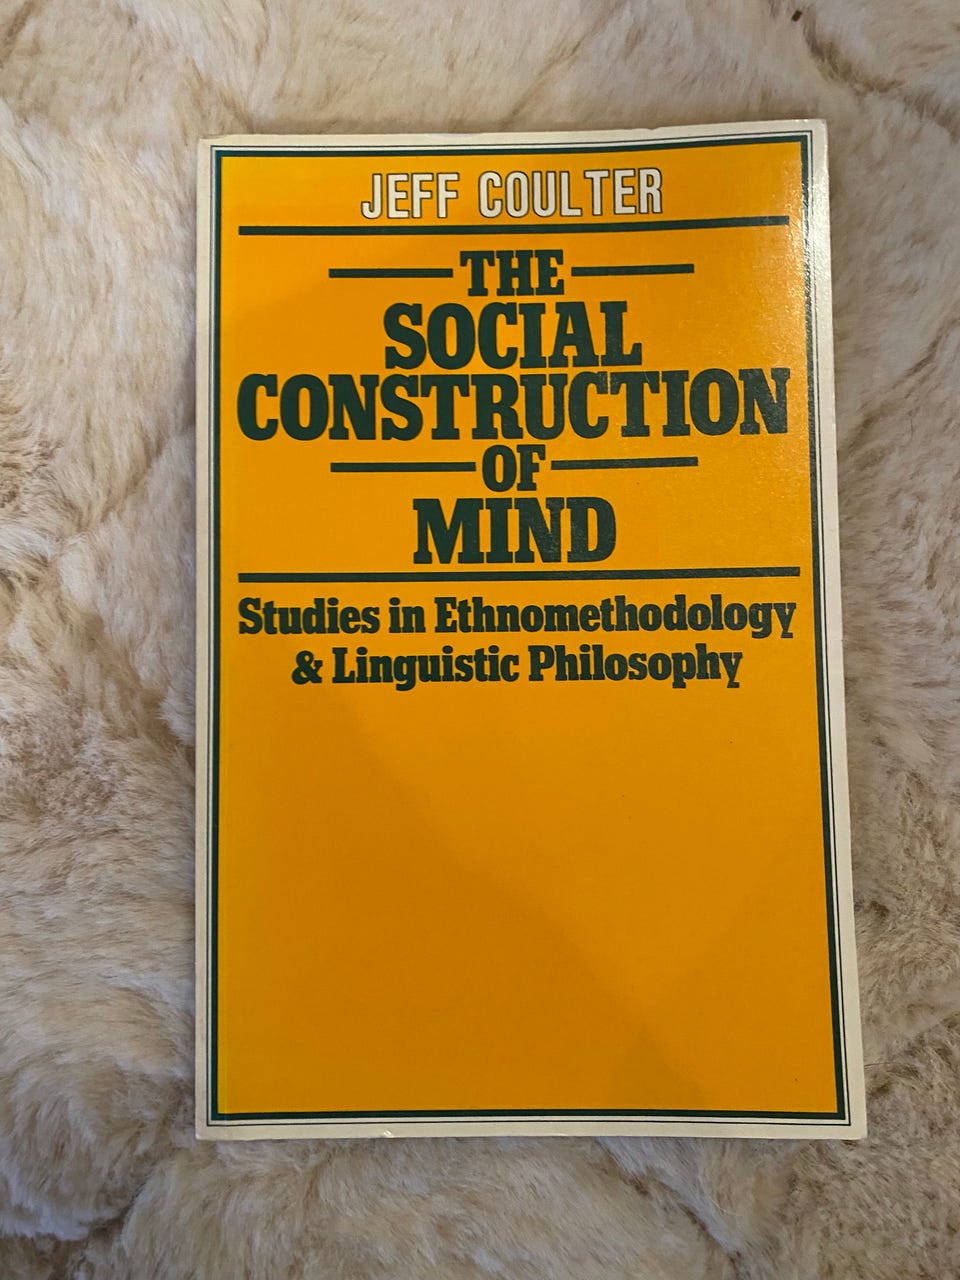 JEFF COULTER
THE
SOCIAL
CONSTRUCTION
OF
MIND
Studies in Ethnomethodology
& Linguistic Philosophy